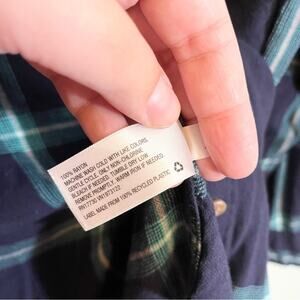 100% RAYON
MACHINE WASH COLD WITH LIKE COLORS
GENTLE CYCLE, ONLY NON-CHLORINE
BLEACH IF NEEDED. TUMBLE DRY LOW
REMOVE PROMPTLY. WARM IRON IF NEEDED.
LABEL MADE FROM 100% RECYCLED PLASTIC